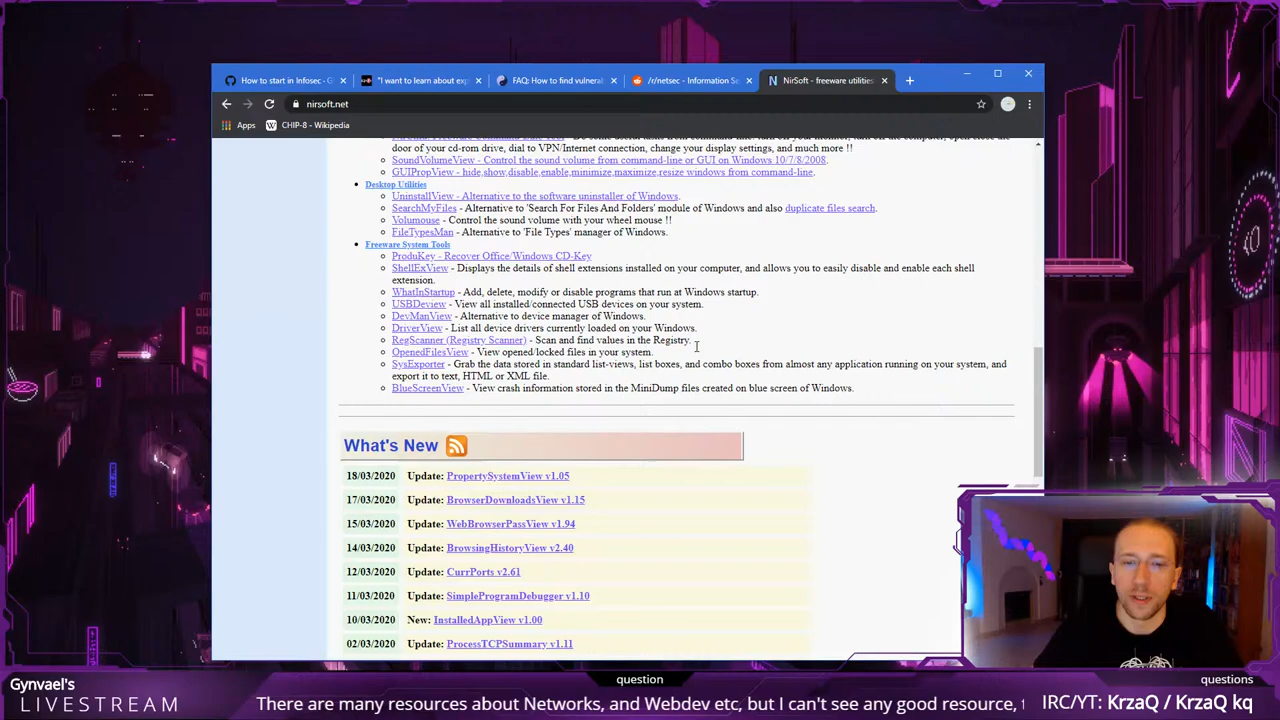 How to start in Infosec - G
"I want to learn about exp
FAQ: How to find vulnerab
/r/netsec - Information Se
NirSoft - freeware utilities
nirsoft.net
Apps
CHIP-8 - Wikipedia
door of your cd-rom drive, dial to VPN/Internet connection, change your display settings, and much more !!
SoundVolumeView - Control the sound volume from command-line or GUI on Windows 10/7/8/2008.
GUIPropView - hide,show,disable,enable,minimize,maximize,resize windows from command-line.
Desktop Utilities
UninstallView - Alternative to the software uninstaller of Windows.
SearchMyFiles - Alternative to 'Search For Files And Folders' module of Windows and also duplicate files search.
Volumouse - Control the sound volume with your wheel mouse !!
FileTypesMan - Alternative to 'File Types' manager of Windows.
Freeware System Tools
ProduKey - Recover Office/Windows CD-Key
ShellExView - Displays the details of shell extensions installed on your computer, and allows you to easily disable and enable each shell
extension.
WhatInStartup - Add, delete, modify or disable programs that run at Windows startup.
USBDeview - View all installed/connected USB devices on your system.
DevManView - Alternative to device manager of Windows.
DriverView - List all device drivers currently loaded on your Windows.
RegScanner (Registry Scanner) - Scan and find values in the Registry.
OpenedFilesView - View opened/locked files in your system.
SysExporter - Grab the data stored in standard list-views, list boxes, and combo boxes from almost any application running on your system, and
export it to text, HTML or XML file.
BlueScreenView - View crash information stored in the MiniDump files created on blue screen of Windows.
What's New
18/03/2020 Update: PropertySystemView v1.05
17/03/2020 Update: BrowserDownloadsView v1.15
15/03/2020 Update: WebBrowserPassView v1.94
14/03/2020 Update: BrowsingHistoryView v2.40
12/03/2020 Update: CurrPorts v2.61
11/03/2020 Update: SimpleProgramDebugger v1.10
10/03/2020 New: InstalledAppView v1.00
02/03/2020 Update: ProcessTCPSummary v1.11
Gynvael's
LIVESTREAM
question
questions
There are many resources about Networks, and Webdev etc, but I can't see any good resource,
IRC/YT: KrzaQ / KrzaQ kq